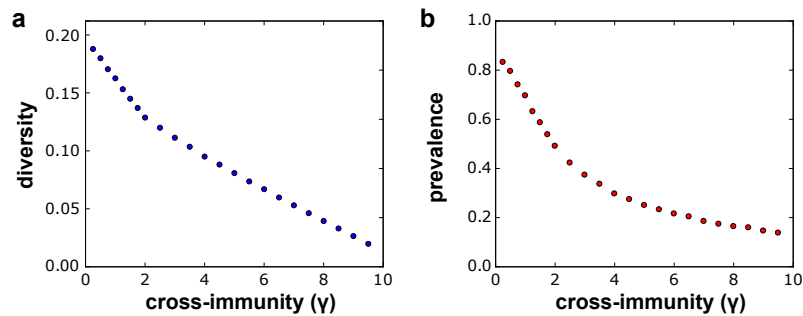 a
0.20
0.15
0.10
0.05
0.00
diversity
0 2 4 6 8 10
cross-immunity (γ)
b
1.0
0.8
0.6
0.4
0.2
0.0
prevalence
0 2 4 6 8 10
cross-immunity (γ)